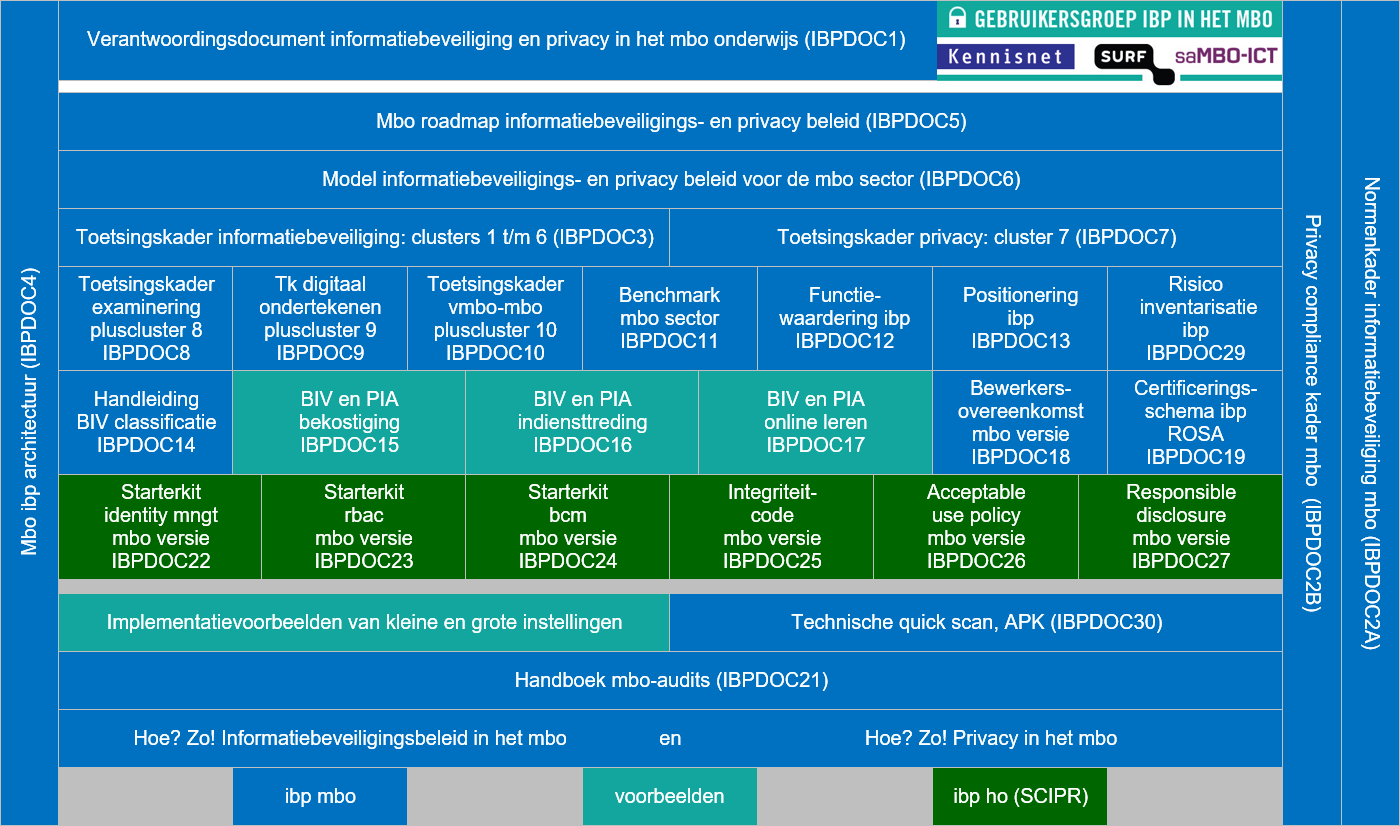 Verantwoordingsdocument informatiebeveiliging en privacy in het mbo onderwijs (IBPDOC1)
GEBRUIKERSGROEP IBP IN HET MBO
Kennisnet
SURF
saMBO-ICT
Mbo roadmap informatiebeveiligings- en privacy beleid (IBPDOC5)
Model informatiebeveiligings- en privacy beleid voor de mbo sector (IBPDOC6)
Toetsingskader informatiebeveiliging: clusters 1 t/m 6 (IBPDOC3)
Toetsingskader privacy: cluster 7 (IBPDOC7)
Toetsingskader
examinering
pluscluster 8
IBPDOC8
Tk digitaal
ondertekenen
pluscluster 9
IBPDOC9
Toetsingskader
vmbo-mbo
pluscluster 10
IBPDOC10
Benchmark
mbo sector
IBPDOC11
Functie-
waardering ibp
IBPDOC12
Positionering
ibp
IBPDOC13
Risico
inventarisatie
ibp
IBPDOC29
Handleiding
BIV classificatie
IBPDOC14
BIV en PIA
bekostiging
IBPDOC15
BIV en PIA
indiensttreding
IBPDOC16
BIV en PIA
online leren
IBPDOC17
Bewerkers-
overeenkomst
mbo versie
IBPDOC18
Certificerings-
schema ibp
ROSA
IBPDOC19
Starterkit
identity mngt
mbo versie
IBPDOC22
Starterkit
rbac
mbo versie
IBPDOC23
Starterkit
bcm
mbo versie
IBPDOC24
Integriteit-
code
mbo versie
IBPDOC25
Acceptable
use policy
mbo versie
IBPDOC26
Responsible
disclosure
mbo versie
IBPDOC27
Implementatievoorbeelden van kleine en grote instellingen
Technische quick scan, APK (IBPDOC30)
Handboek mbo-audits (IBPDOC21)
Hoe? Zo! Informatiebeveiligingsbeleid in het mbo en Hoe? Zo! Privacy in het mbo
ibp mbo
voorbeelden
ibp ho (SCIPR)
Mbo ibp architectuur (IBPDOC4)
Privacy compliance kader mbo (IBPDOC2B)
Normenkader informatiebeveiliging mbo (IBPDOC2A)